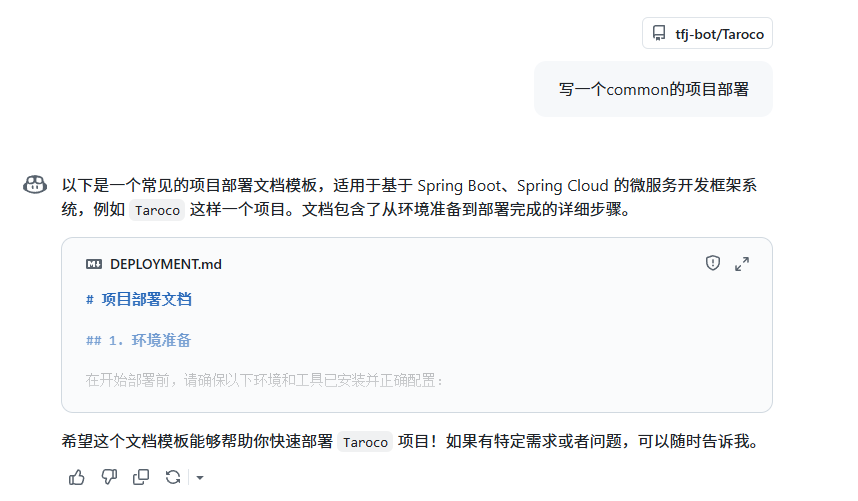 tfj-bot/Taroco
写一个common的项目部署
以下是一个常见的项目部署文档模板，适用于基于 Spring Boot、Spring Cloud 的微服务开发框架系
统，例如 Taroco 这样一个项目。文档包含了从环境准备到部署完成的详细步骤。
DEPLOYMENT.md
# 项目部署文档
## 1. 环境准备
在开始部署前，请确保以下环境和工具已安装并正确配置：
希望这个文档模板能够帮助你快速部署 Taroco 项目！如果有特定需求或者问题，可以随时告诉我。